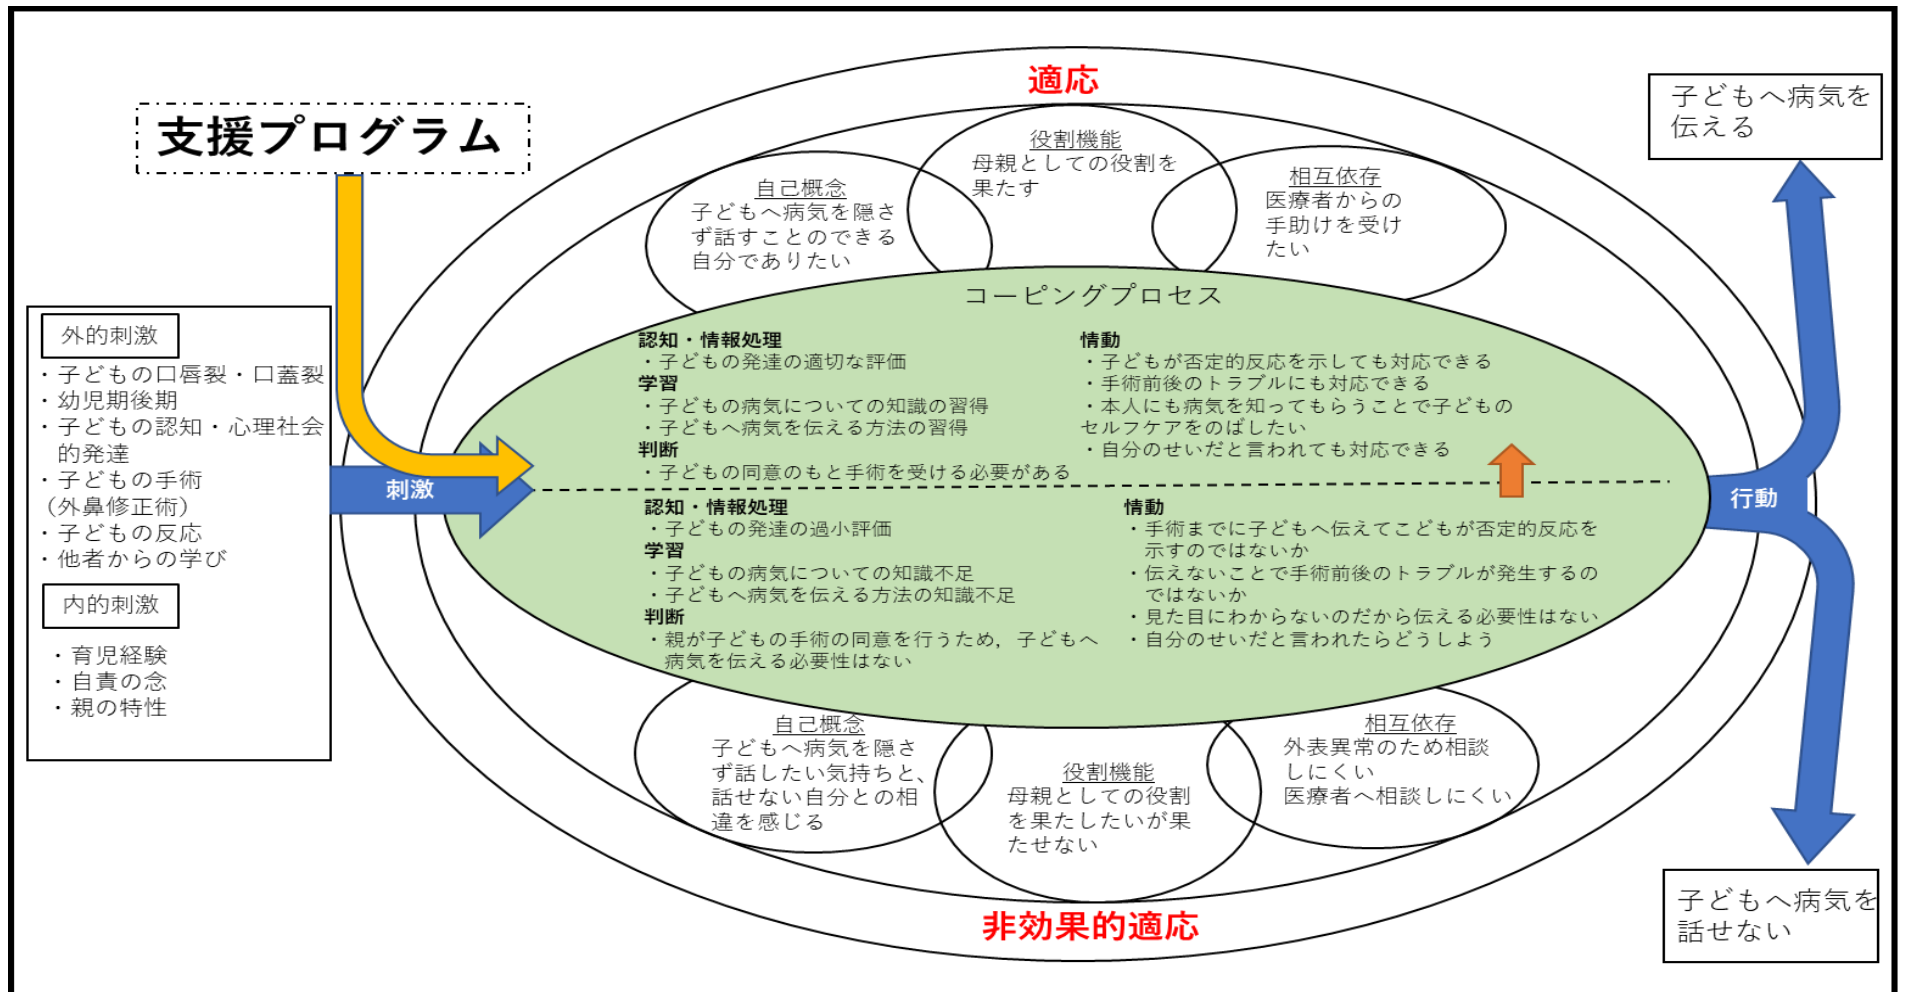 適応
支援プログラム
子どもへ病気を
伝える
役割機能
母親としての役割を
果たす
自己概念
子どもへ病気を隠さ
ず話すことのできる
自分でありたい
相互依存
医療者からの
手助けを受け
たい
コーピングプロセス
外的刺激
・子どもの口唇裂・口蓋裂
・幼児期後期
・子どもの認知・心理社会
的発達
・子どもの手術
（外鼻修正術）
・子どもの反応
・他者からの学び
内的刺激
・育児経験
・自責の念
・親の特性
刺激
認知・情報処理
・子どもの発達の適切な評価
学習
・子どもの病気についての知識の習得
・子どもへ病気を伝える方法の習得
判断
・子どもの同意のもと手術を受ける必要がある
情動
・子どもが否定的反応を示しても対応できる
・手術前後のトラブルにも対応できる
・本人にも病気を知ってもらうことで子どもの
セルフケアをのばしたい
・自分のせいだと言われても対応できる
認知・情報処理
・子どもの発達の過小評価
学習
・子どもの病気についての知識不足
・子どもへ病気を伝える方法の知識不足
判断
・親が子どもの手術の同意を行うため，子どもへ
病気を伝える必要性はない
情動
・手術までに子どもへ伝えてこどもが否定的反応を
示すのではないか
・伝えないことで手術前後のトラブルが発生するの
ではないか
・見た目にわからないのだから伝える必要性はない
・自分のせいだと言われたらどうしよう
行動
自己概念
子どもへ病気を隠さ
ず話したい気持ちと、
話せない自分との相
違を感じる
役割機能
母親としての役割
を果たしたいが果
たせない
相互依存
外表異常のため相談
しにくい
医療者へ相談しにくい
非効果的適応
子どもへ病気を
話せない